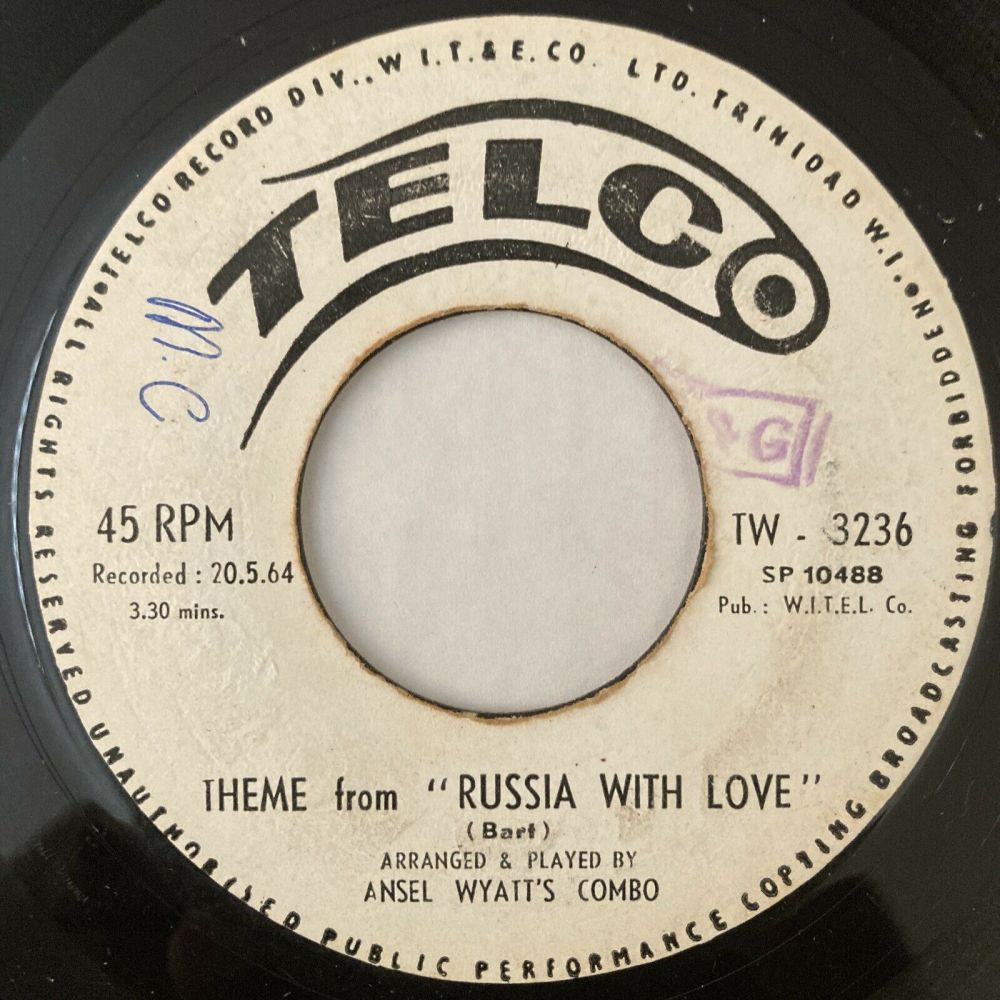 TELCO RECORD DIV., W I.T. & E. CO. LTD. TRINIDAD W.I. • ALL RIGHTS RESERVED UNAUTHORISED PUBLIC PERFORMANCE COPYING BROADCASTING FORBIDDEN •
TELCO
M.C
&G
45 RPM
Recorded : 20.5.64
3.30 mins.
TW - 3236
SP 10488
Pub.: W.I.T.E.L. Co.
THEME from "RUSSIA WITH LOVE"
(Bart)
ARRANGED & PLAYED BY
ANSEL WYATT'S COMBO